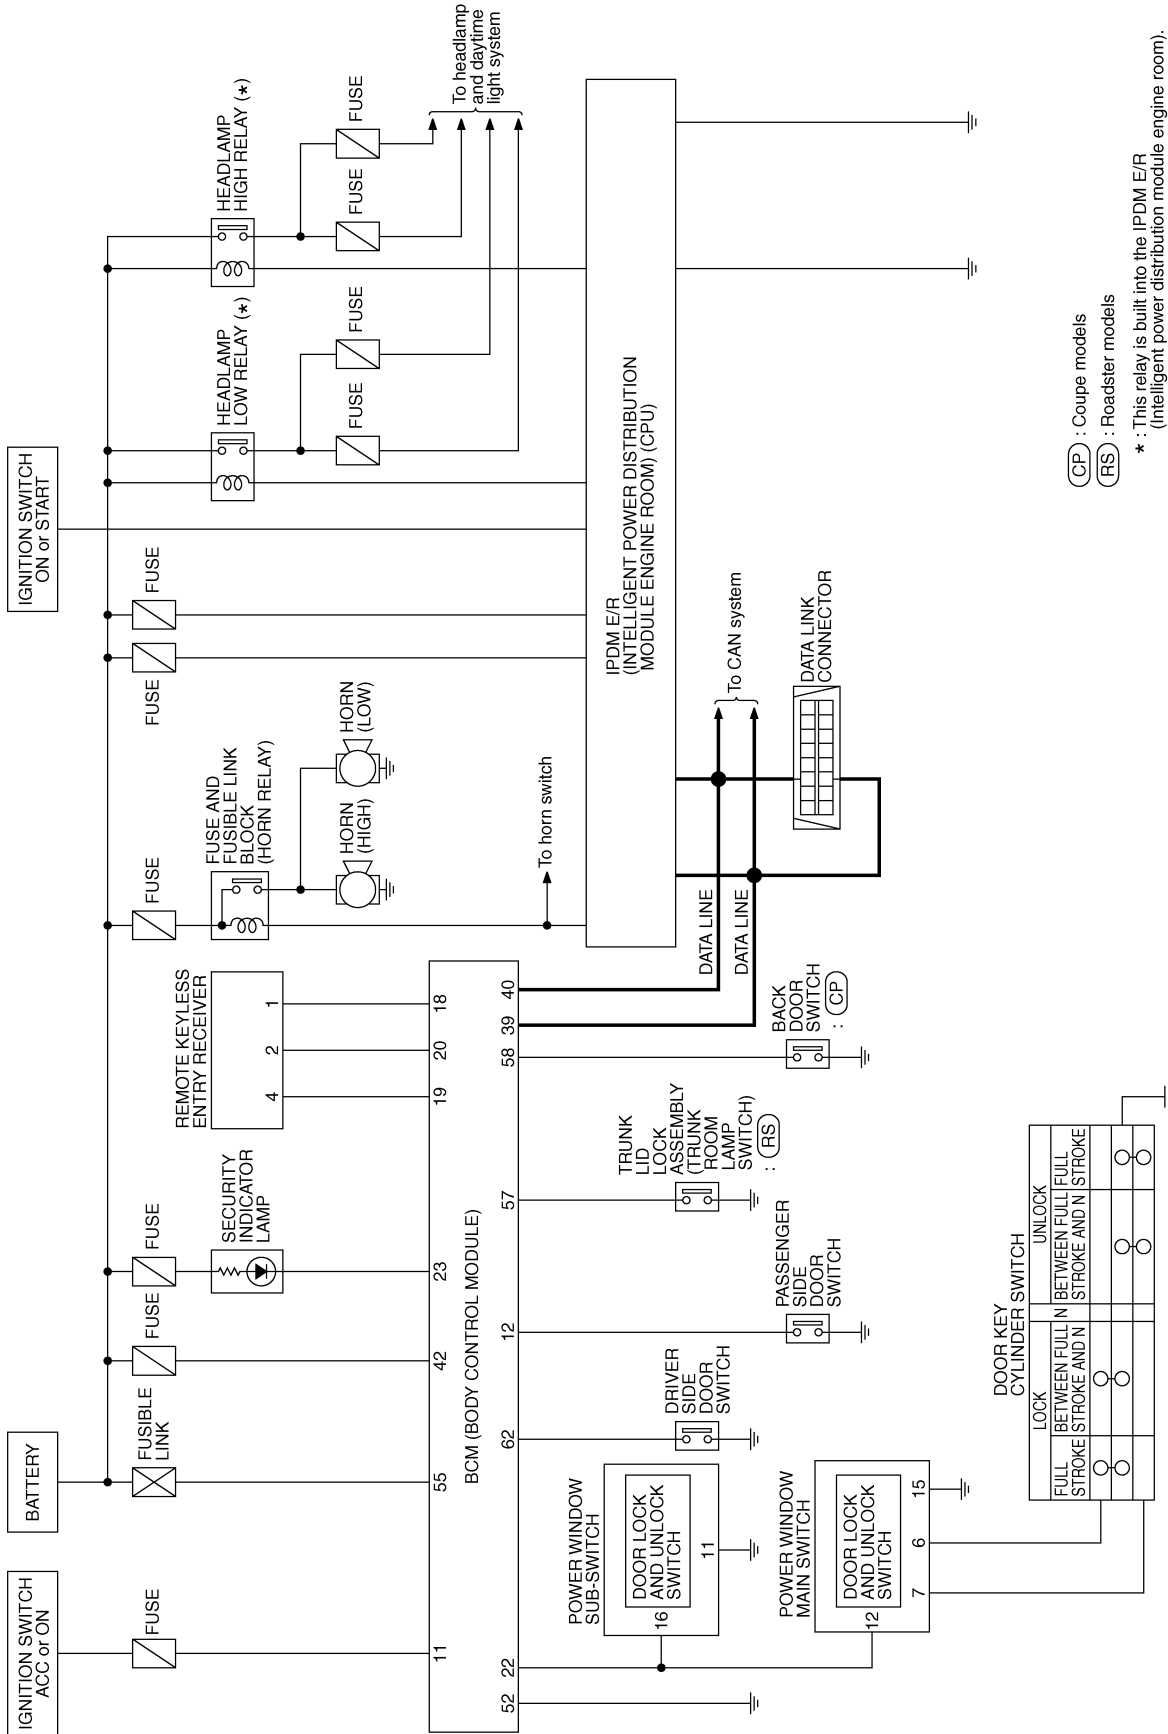 IGNITION SWITCH
ACC or ON
BATTERY
IGNITION SWITCH
ON or START
FUSE
FUSIBLE
LINK
FUSE
FUSE
FUSE
FUSE
FUSE
SECURITY
INDICATOR
LAMP
REMOTE KEYLESS
ENTRY RECEIVER
4
2
1
FUSE AND
FUSIBLE LINK
BLOCK
(HORN RELAY)
HEADLAMP
LOW RELAY (*)
HEADLAMP
HIGH RELAY (*)
HORN
(HIGH)
HORN
(LOW)
FUSE
FUSE
FUSE
FUSE
To headlamp
and daytime
light system
To horn switch
11
55
42
23
19
20
18
BCM (BODY CONTROL MODULE)
52
22
62
12
57
58
39
40
IPDM E/R
(INTELLIGENT POWER DISTRIBUTION
MODULE ENGINE ROOM) (CPU)
DATA LINE
DATA LINE
To CAN system
DATA LINK
CONNECTOR
POWER WINDOW
SUB-SWITCH
16
DOOR LOCK
AND UNLOCK
SWITCH
11
DRIVER
SIDE
DOOR
SWITCH
PASSENGER
SIDE
DOOR
SWITCH
TRUNK
LID
LOCK
ASSEMBLY
(TRUNK
ROOM
LAMP
SWITCH)
: RS
BACK
DOOR
SWITCH
: CP
POWER WINDOW
MAIN SWITCH
12
DOOR LOCK
AND UNLOCK
SWITCH
7
6
15
DOOR KEY
CYLINDER SWITCH
LOCK
N
UNLOCK
FULL
STROKE
BETWEEN FULL
STROKE AND N
BETWEEN FULL
STROKE AND N
FULL
STROKE
CP : Coupe models
RS : Roadster models
* : This relay is built into the IPDM E/R
(Intelligent power distribution module engine room).